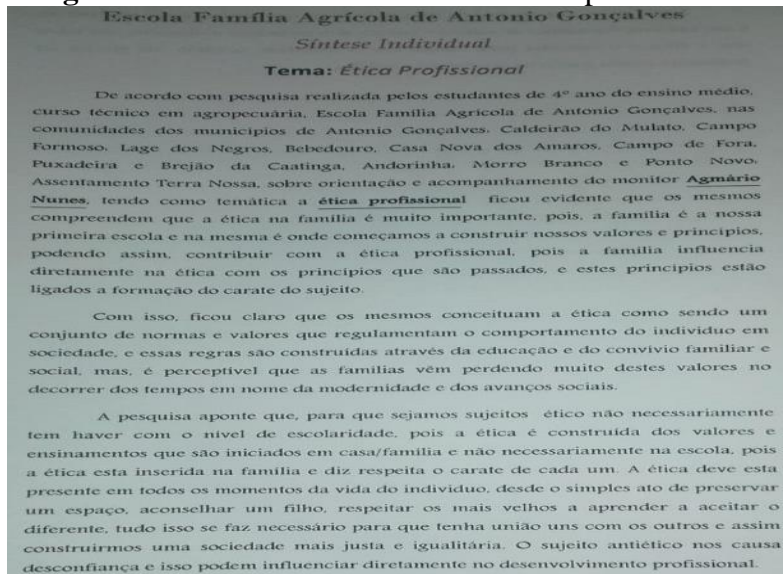 Escola Família Agrícola de Antonio Gonçalves
Síntese Individual
Tema: Ética Profissional
De acordo com pesquisa realizada pelos estudantes de 4º ano do ensino médio,
curso técnico em agropecuária, Escola Família Agrícola de Antonio Gonçalves, nas
comunidades dos municípios de Antonio Gonçalves, Caldeirão do Mulato, Campo
Formoso, Lage dos Negros, Bebedouro, Casa Nova dos Amaros, Campo de Fora,
Puxadeira e Brejão da Caatinga, Andorinha, Morro Branco e Ponto Novo,
Assentamento Terra Nossa, sobre orientação e acompanhamento do monitor Agmário
Nunes, tendo como temática a ética profissional ficou evidente que os mesmos
compreendem que a ética na família é muito importante, pois, a família é a nossa
primeira escola e na mesma é onde começamos a construir nossos valores e princípios,
podendo assim, contribuir com a ética profissional, pois a família influencia
diretamente na ética com os princípios que são passados, e estes princípios estão
ligados a formação do carate do sujeito.
Com isso, ficou claro que os mesmos conceituam a ética como sendo um
conjunto de normas e valores que regulamentam o comportamento do indivíduo em
sociedade, e essas regras são construídas através da educação e do convívio familiar e
social, mas, é perceptível que as famílias vêm perdendo muito destes valores no
decorrer dos tempos em nome da modernidade e dos avanços sociais.
A pesquisa aponte que, para que sejamos sujeitos ético não necessariamente
tem haver com o nível de escolaridade, pois a ética é construída dos valores e
ensinamentos que são iniciados em casa/família e não necessariamente na escola, pois
a ética esta inserida na família e diz respeita o carate de cada um. A ética deve esta
presente em todos os momentos da vida do indivíduo, desde o simples ato de preservar
um espaço, aconselhar um filho, respeitar os mais velhos a aprender a aceitar o
diferente, tudo isso se faz necessário para que tenha união uns com os outros e assim
construirmos uma sociedade mais justa e igualitária. O sujeito antiético nos causa
desconfiança e isso podem influenciar diretamente no desenvolvimento profissional.